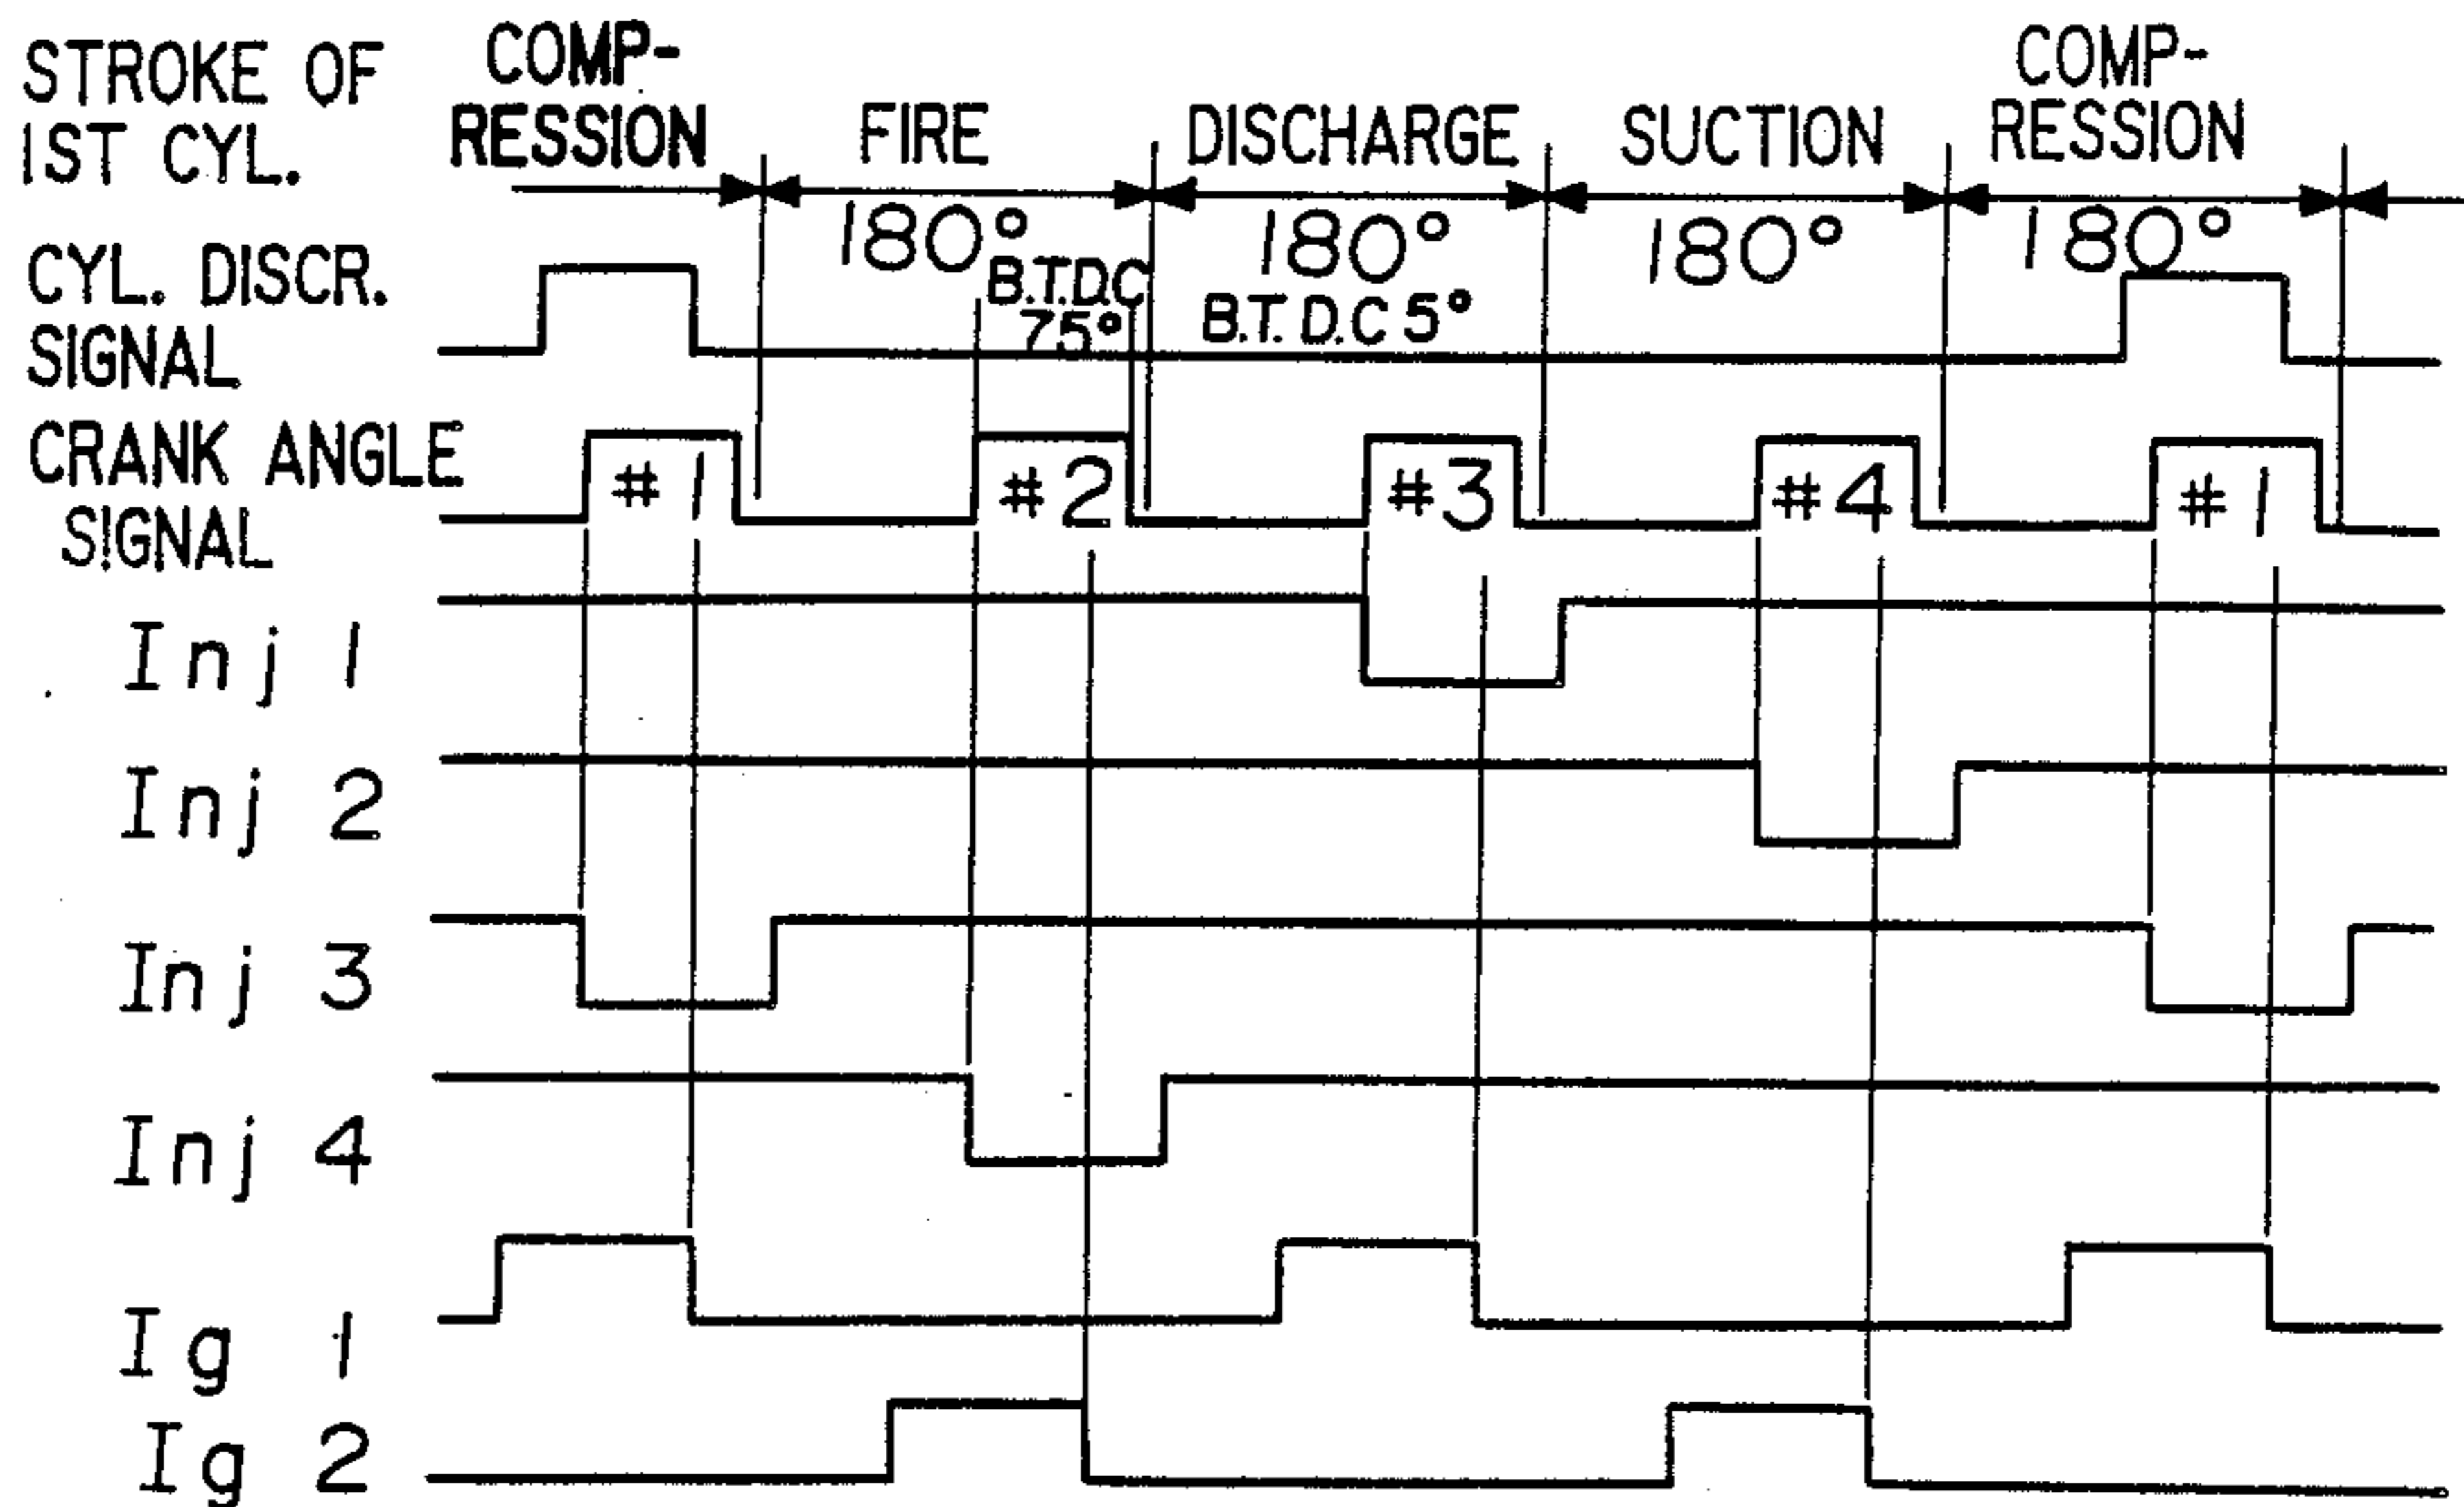 STROKE OF
1ST CYL.
COMP-
RESSION
FIRE
DISCHARGE
SUCTION
COMP-
RESSION
180°
180°
180°
180°
CYL. DISCR.
SIGNAL
B.T.D.C
75°
B.T. D.C 5°
CRANK ANGLE
SIGNAL
#1
#2
#3
#4
#1
Inj 1
Inj 2
Inj 3
Inj 4
Ig 1
Ig 2